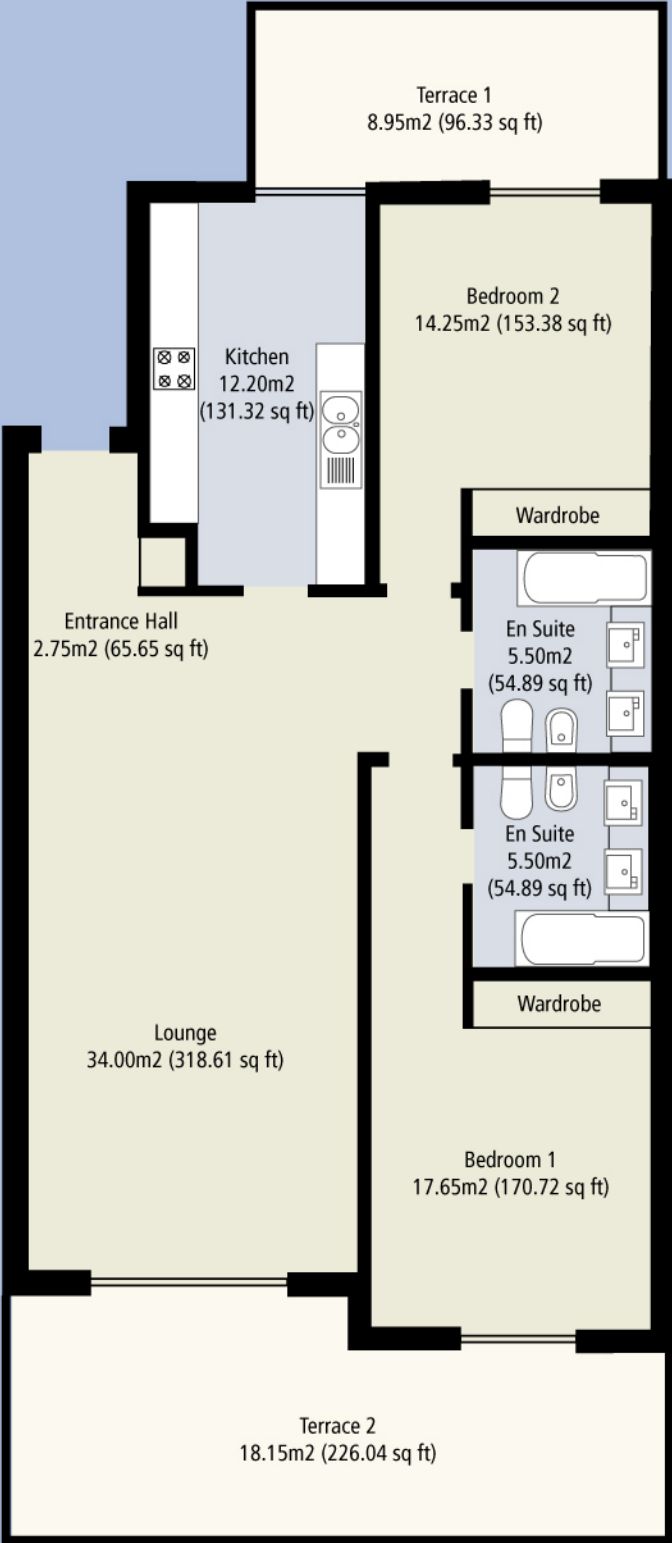 Terrace 1
8.95m2 (96.33 sq ft)
Bedroom 2
14.25m2 (153.38 sq ft)
Kitchen
12.20m2
(131.32 sq ft)
Wardrobe
Entrance Hall
2.75m2 (65.65 sq ft)
En Suite
5.50m2
(54.89 sq ft)
En Suite
5.50m2
(54.89 sq ft)
Wardrobe
Lounge
34.00m2 (318.61 sq ft)
Bedroom 1
17.65m2 (170.72 sq ft)
Terrace 2
18.15m2 (226.04 sq ft)